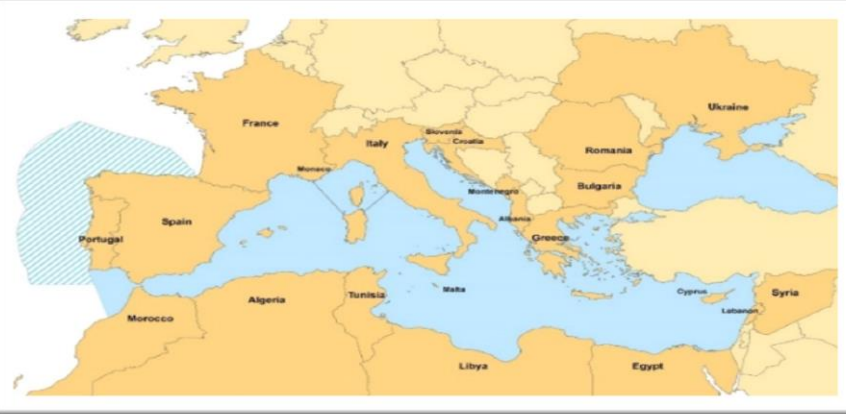 Ukraine
France
Slovenia
Croatia
Italy
Romania
Monaco
Bulgaria
Montenegro
Spain
Albania
Portugal
Greece
Malta
Cyprus
Syria
Tunisia
Algeria
Lebanon
Morocco
Libya
Egypt